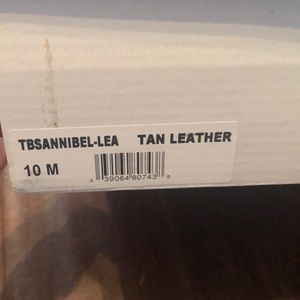 TBSANNIBEL-LEA TAN LEATHER
10 M
39064 80743